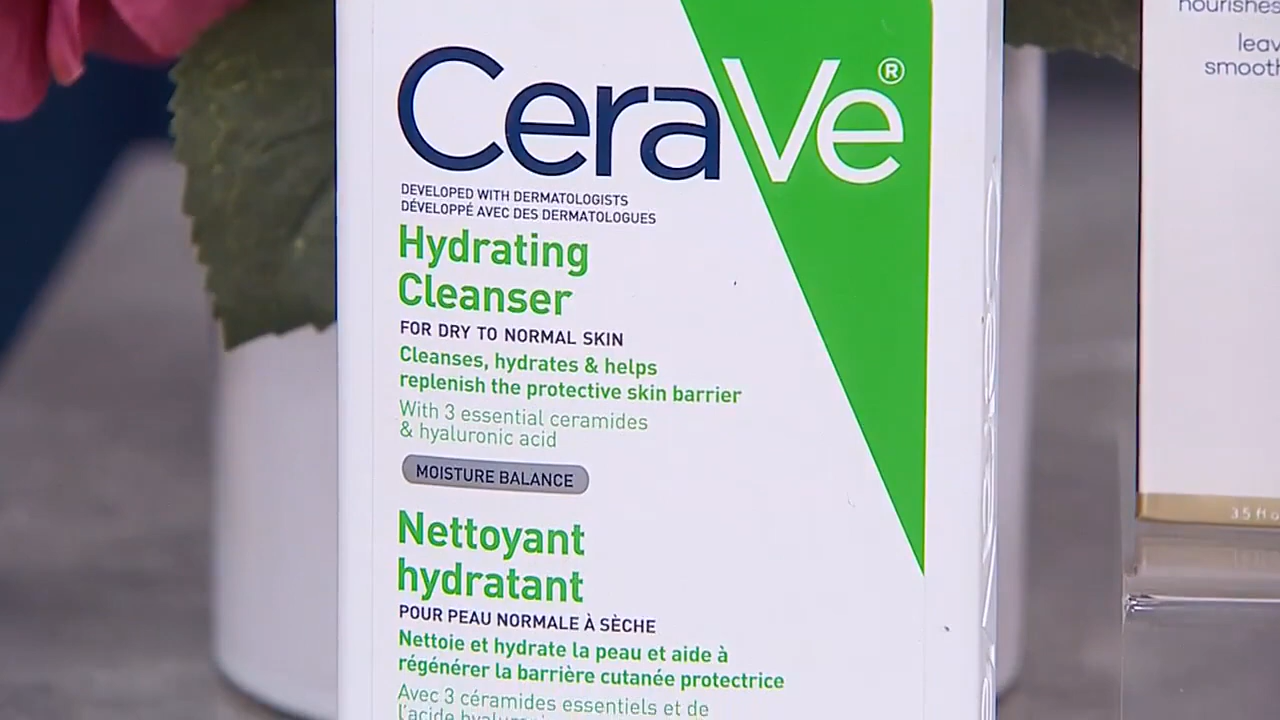 CeraVe®
DEVELOPED WITH DERMATOLOGISTS
DÉVELOPPÉ AVEC DES DERMATOLOGUES
Hydrating
Cleanser
FOR DRY TO NORMAL SKIN
Cleanses, hydrates & helps
replenish the protective skin barrier
With 3 essential ceramides
& hyaluronic acid
MOISTURE BALANCE
Nettoyant
hydratant
POUR PEAU NORMALE À SÈCHE
Nettoie et hydrate la peau et aide à
régénérer la barrière cutanée protectrice
Avec 3 céramides essentiels et de
l'acide
nourishes
smooth